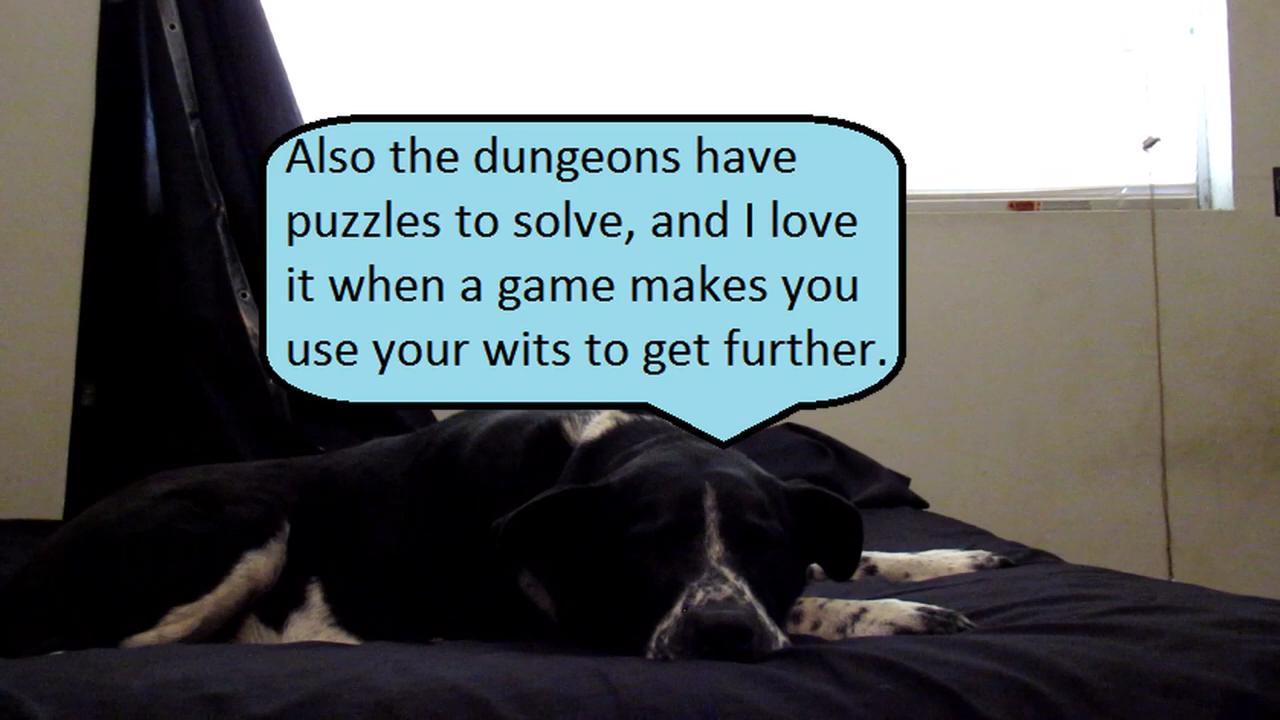 Also the dungeons have
puzzles to solve, and I love
it when a game makes you
use your wits to get further.